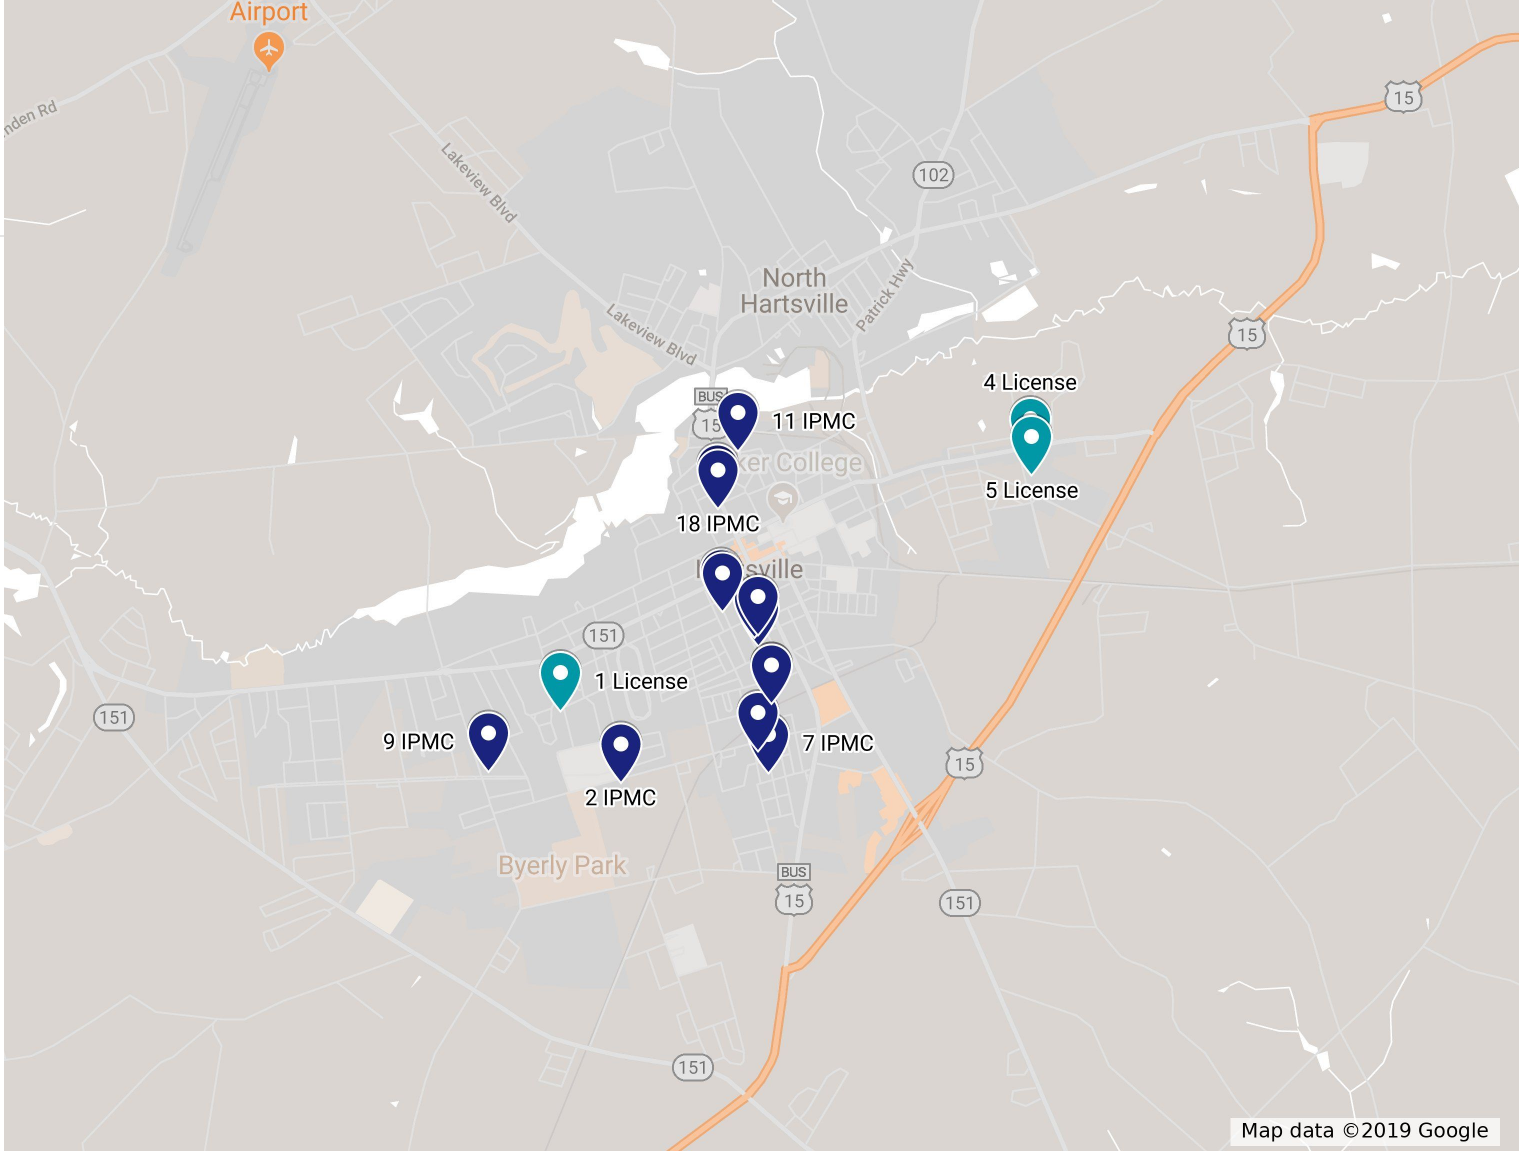 Airport
nden Rd
15
Lakeview Blvd
102
North
Hartsville
Patrick Hwy
Lakeview Blvd
15
4 License
BUS
15
11 IPMC
ker College
5 License
18 IPMC
sville
151
1 License
151
9 IPMC
7 IPMC
15
2 IPMC
Byerly Park
BUS
15
151
151
Map data ©2019 Google